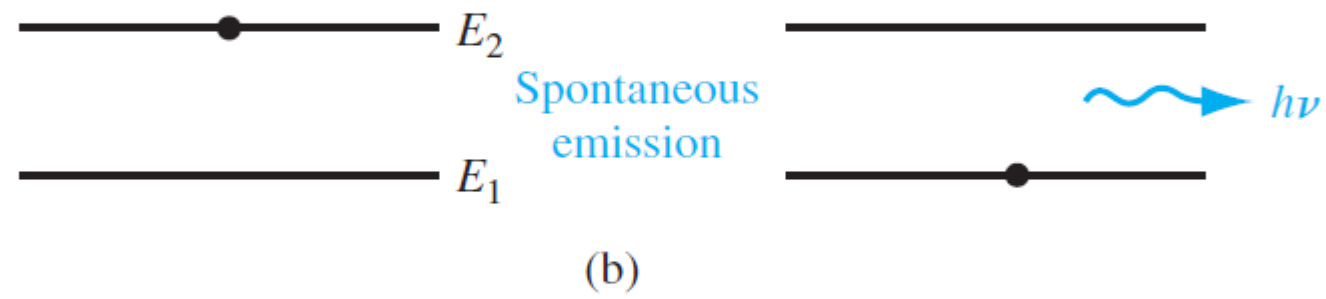 E₂
Spontaneous
emission
hν
E₁
(b)